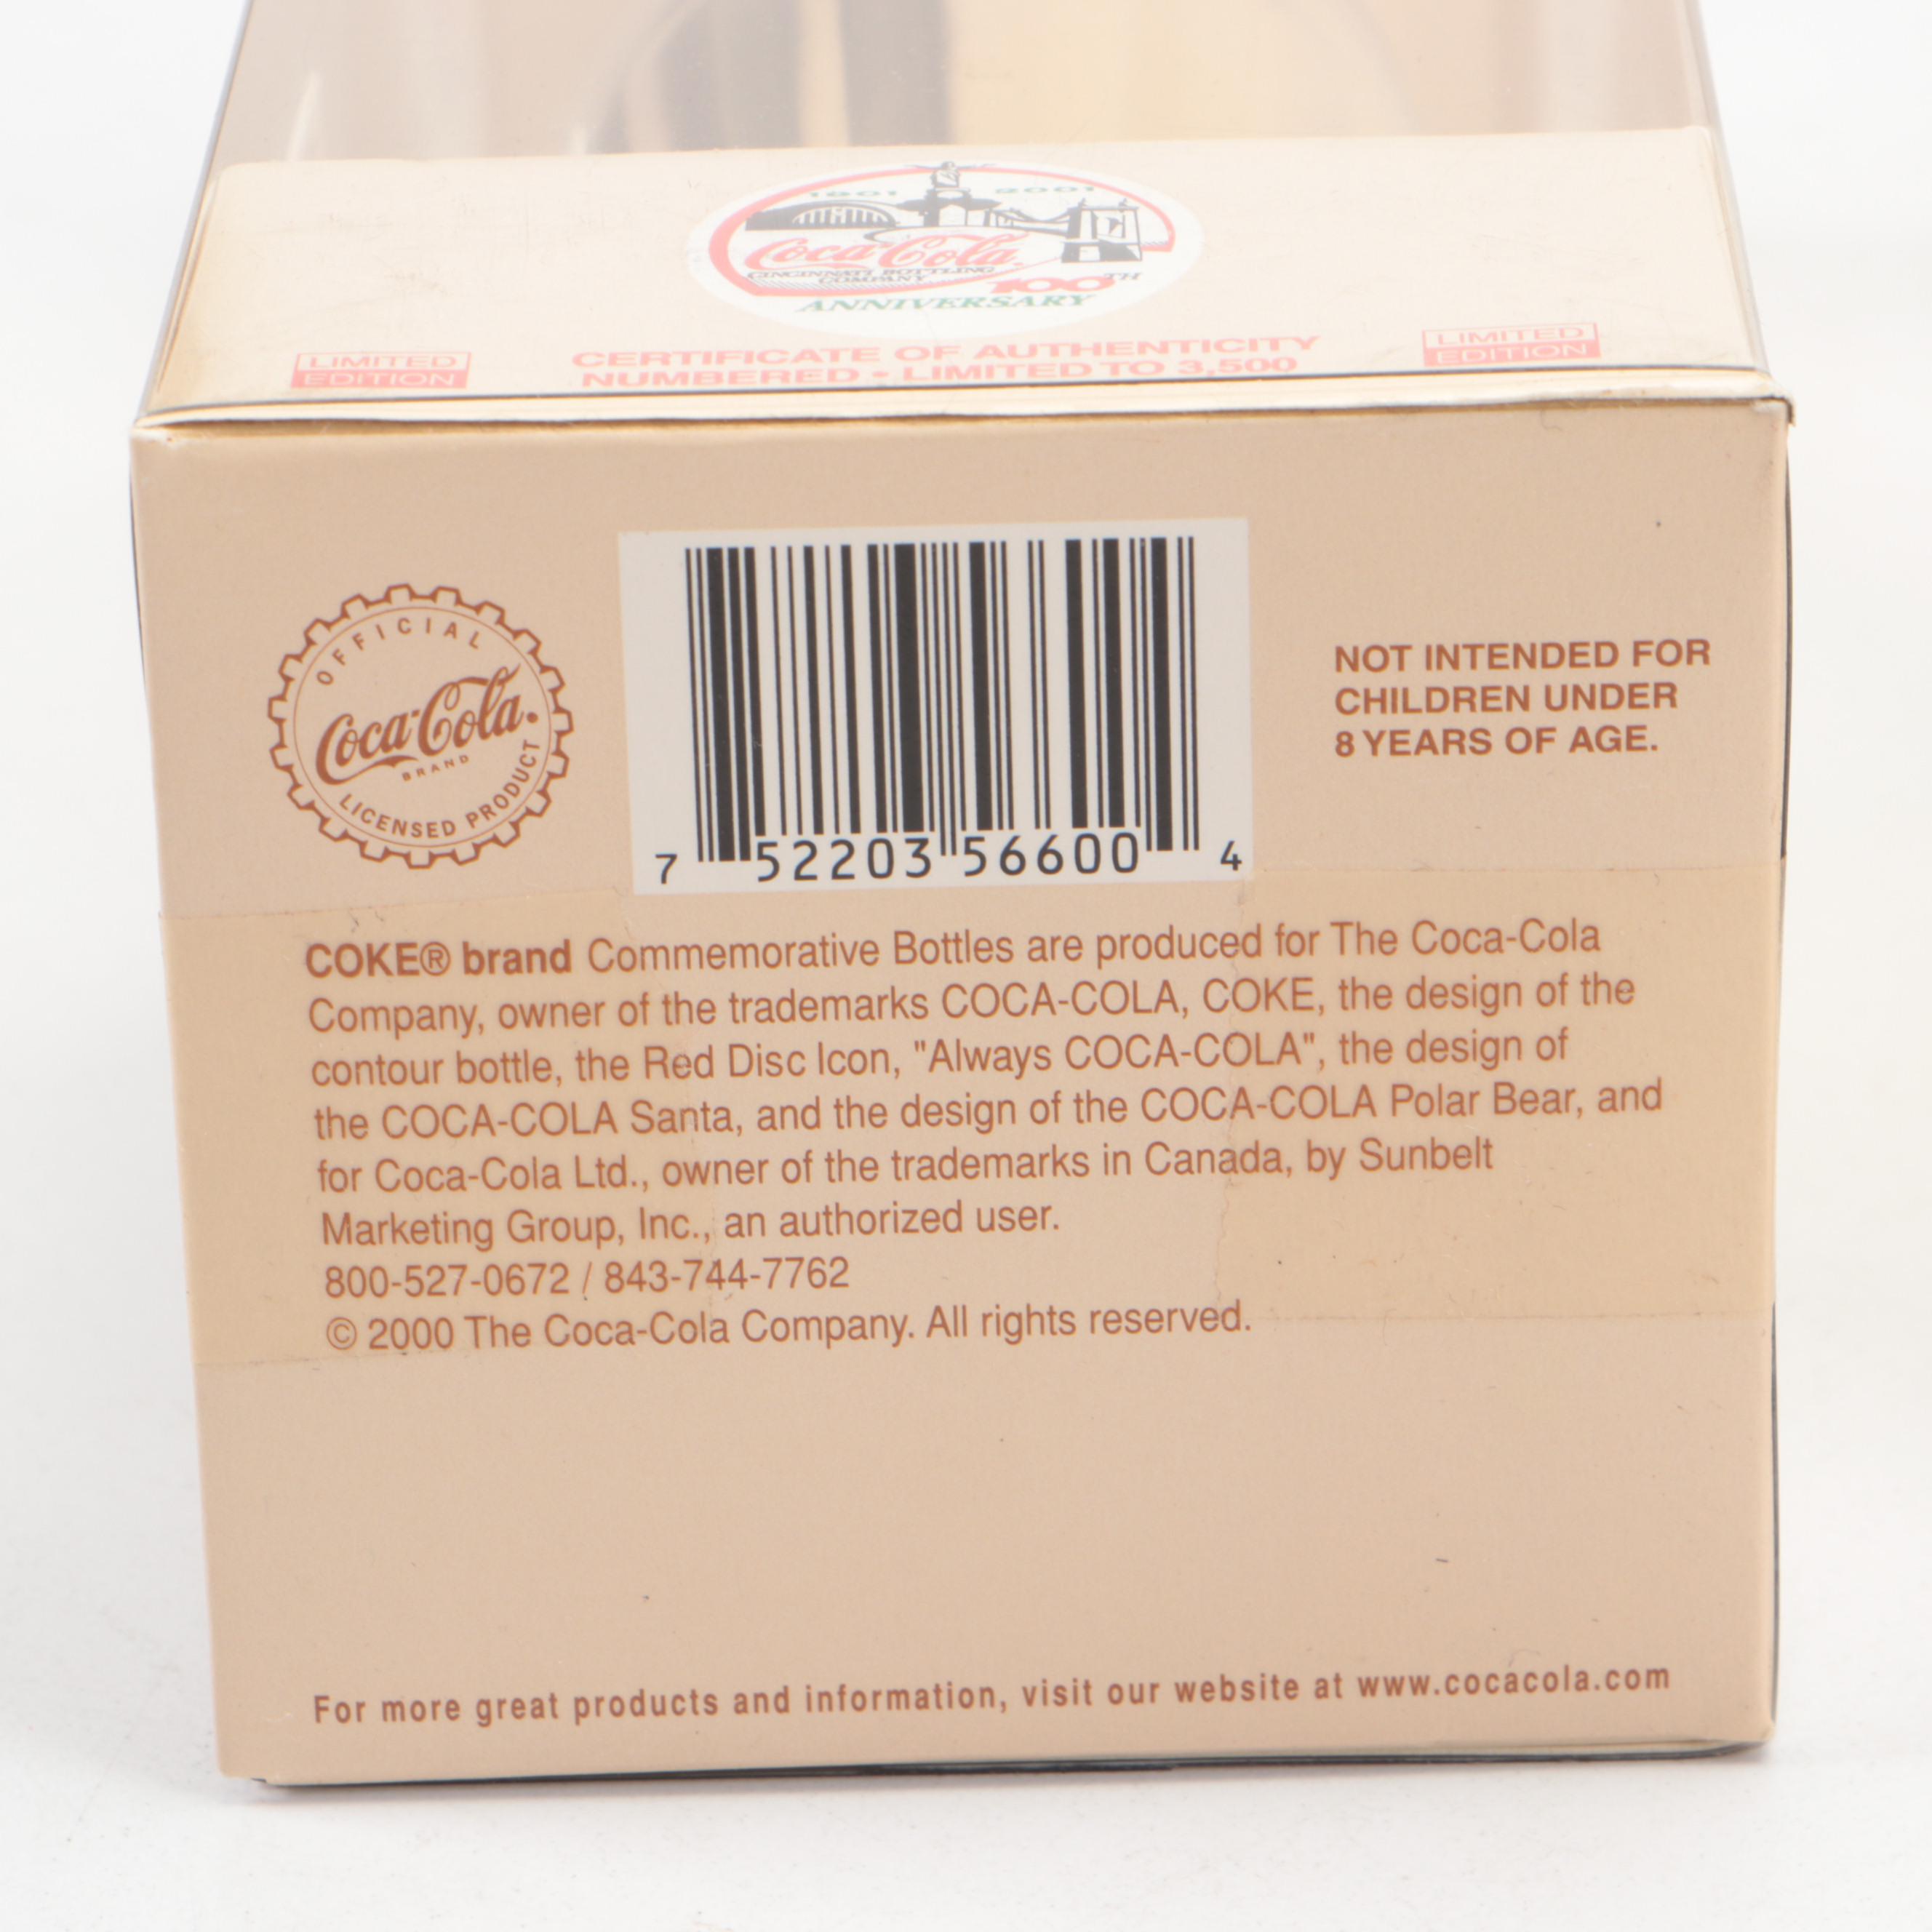 1901 2001
Coca-Cola
CINCINNATI BOTTLING
COMPANY
100TH
ANNIVERSARY
LIMITED
EDITION
CERTIFICATE OF AUTHENTICITY
NUMBERED • LIMITED TO 3,500
LIMITED
EDITION
OFFICIAL
Coca-Cola
BRAND
LICENSED PRODUCT
7 52203 56600 4
NOT INTENDED FOR
CHILDREN UNDER
8 YEARS OF AGE.
COKE® brand Commemorative Bottles are produced for The Coca-Cola
Company, owner of the trademarks COCA-COLA, COKE, the design of the
contour bottle, the Red Disc Icon, "Always COCA-COLA", the design of
the COCA-COLA Santa, and the design of the COCA-COLA Polar Bear, and
for Coca-Cola Ltd., owner of the trademarks in Canada, by Sunbelt
Marketing Group, Inc., an authorized user.
800-527-0672 / 843-744-7762
© 2000 The Coca-Cola Company. All rights reserved.
For more great products and information, visit our website at www.cocacola.com